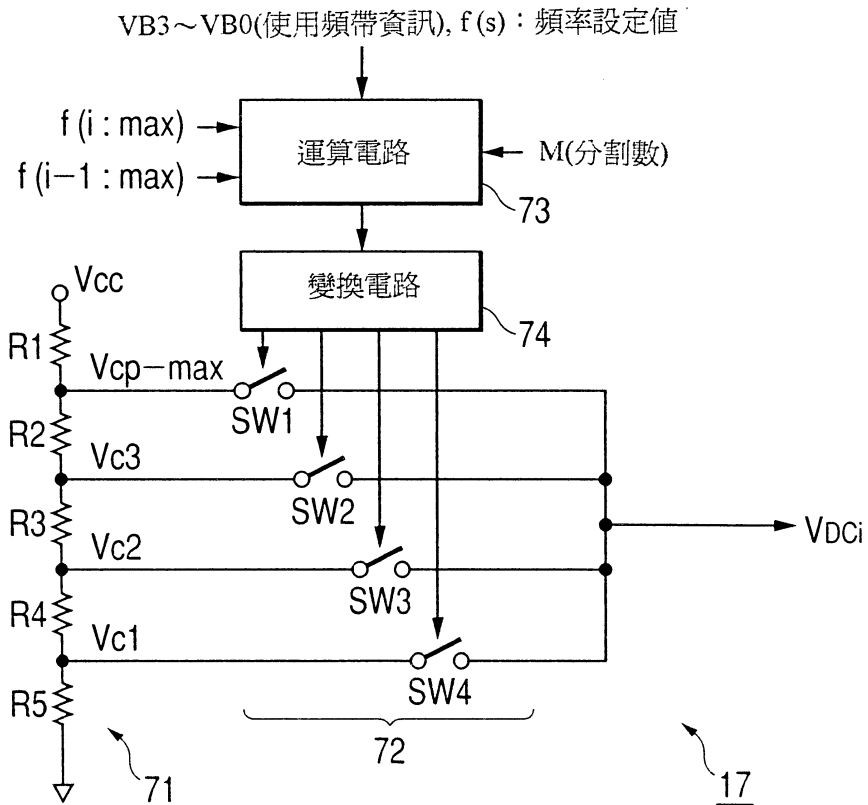 VB3～VB0(使用頻帶資訊), f(s)：頻率設定值
f(i : max)
f(i−1 : max)
運算電路
M(分割數)
73
變換電路
74
Vcc
R1
Vcp−max
SW1
R2
Vc3
SW2
R3
VDCi
Vc2
SW3
R4
Vc1
SW4
R5
72
71
17